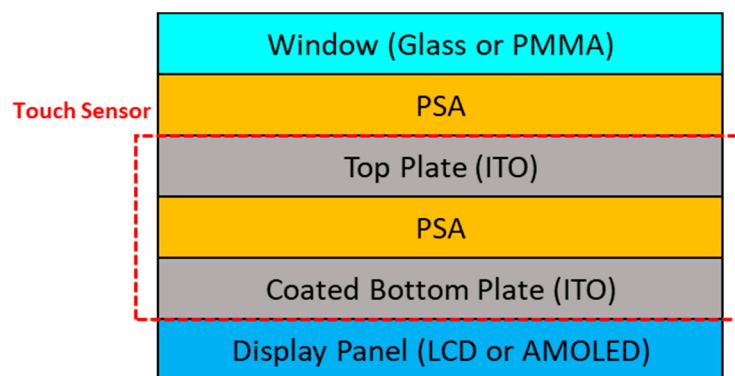 Window (Glass or PMMA)
PSA
Touch Sensor
Top Plate (ITO)
PSA
Coated Bottom Plate (ITO)
Display Panel (LCD or AMOLED)